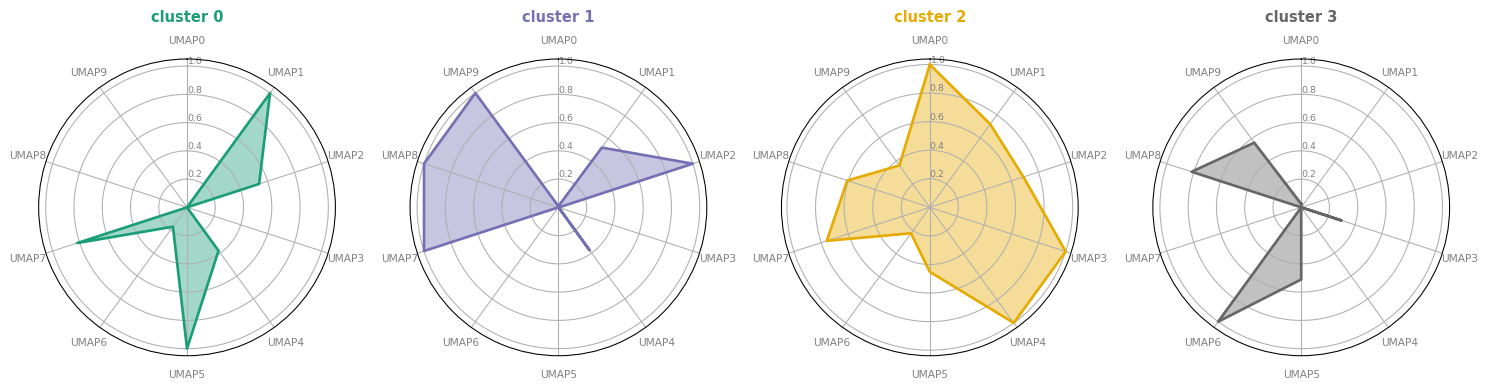 cluster 0
UMAP0
UMAP1
UMAP2
UMAP3
UMAP4
UMAP5
UMAP6
UMAP7
UMAP8
UMAP9
1.0
0.8
0.6
0.4
0.2
cluster 1
UMAP0
UMAP1
UMAP2
UMAP3
UMAP4
UMAP5
UMAP6
UMAP7
UMAP8
UMAP9
1.0
0.8
0.6
0.4
0.2
cluster 2
UMAP0
UMAP1
UMAP2
UMAP3
UMAP4
UMAP5
UMAP6
UMAP7
UMAP8
UMAP9
1.0
0.8
0.6
0.4
0.2
cluster 3
UMAP0
UMAP1
UMAP2
UMAP3
UMAP4
UMAP5
UMAP6
UMAP7
UMAP8
UMAP9
1.0
0.8
0.6
0.4
0.2